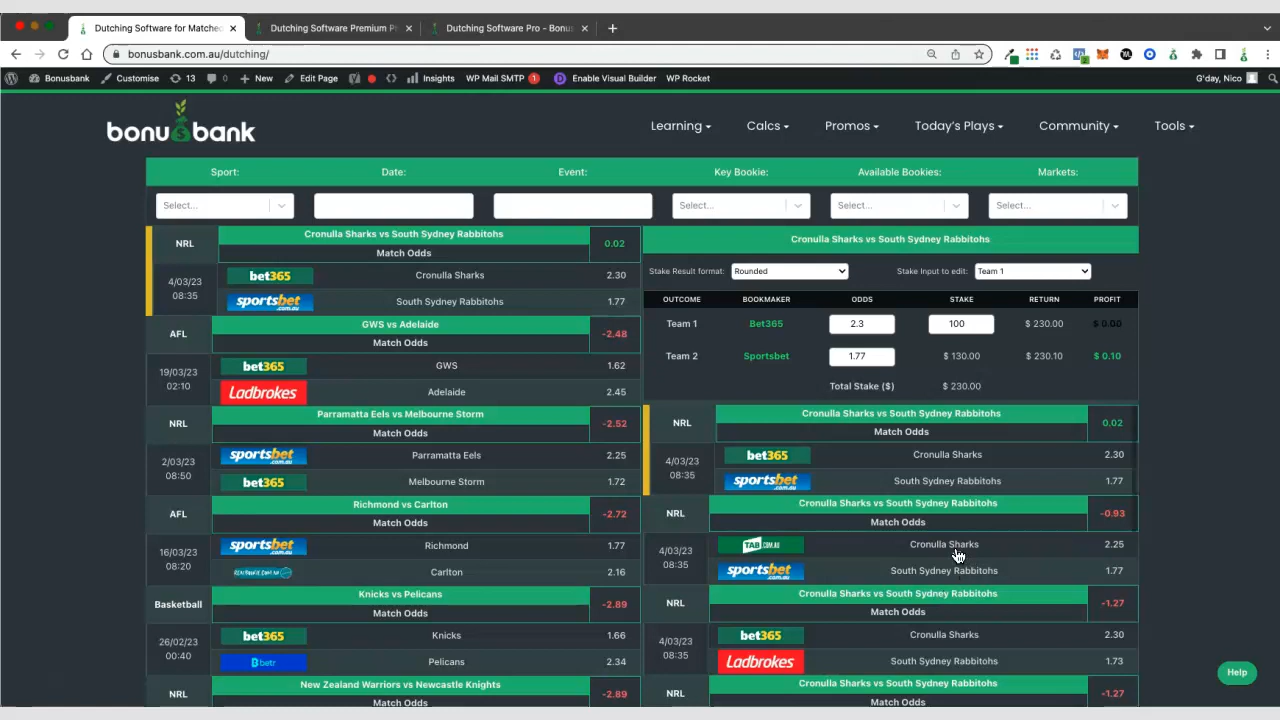 Dutching Software for Matche
Dutching Software Premium P
Dutching Software Pro - Bonu
bonusbank.com.au/dutching/
Bonusbank
Customise
13
0
New
Edit Page
Insights
WP Mail SMTP 1
Enable Visual Builder
WP Rocket
G'day, Nico
bonusbank
Learning
Calcs
Promos
Today's Plays
Community
Tools
Sport:
Date:
Event:
Key Bookie:
Available Bookies:
Markets:
Select...
Select...
Select...
Select...
NRL
Cronulla Sharks vs South Sydney Rabbitohs
Match Odds
0.02
4/03/23
08:35
bet365
Cronulla Sharks
2.30
sportsbet.com.au
South Sydney Rabbitohs
1.77
AFL
GWS vs Adelaide
Match Odds
-2.48
19/03/23
02:10
bet365
GWS
1.62
Ladbrokes
Adelaide
2.45
NRL
Parramatta Eels vs Melbourne Storm
Match Odds
-2.52
2/03/23
08:50
sportsbet.com.au
Parramatta Eels
2.25
bet365
Melbourne Storm
1.72
AFL
Richmond vs Carlton
Match Odds
-2.72
16/03/23
08:20
sportsbet.com.au
Richmond
1.77
Carlton
2.16
Basketball
Knicks vs Pelicans
Match Odds
-2.89
26/02/23
00:40
bet365
Knicks
1.66
betr
Pelicans
2.34
NRL
New Zealand Warriors vs Newcastle Knights
-2.89
Cronulla Sharks vs South Sydney Rabbitohs
Stake Result format:
Rounded
Stake Input to edit:
Team 1
OUTCOME
BOOKMAKER
ODDS
STAKE
RETURN
PROFIT
Team 1
Bet365
2.3
100
$ 230.00
$ 0.00
Team 2
Sportsbet
1.77
$ 130.00
$ 230.10
$ 0.10
Total Stake ($)
$ 230.00
NRL
Cronulla Sharks vs South Sydney Rabbitohs
Match Odds
0.02
4/03/23
08:35
bet365
Cronulla Sharks
2.30
sportsbet.com.au
South Sydney Rabbitohs
1.77
NRL
Cronulla Sharks vs South Sydney Rabbitohs
Match Odds
-0.93
4/03/23
08:35
TAB.COM.AU
Cronulla Sharks
2.25
sportsbet.com.au
South Sydney Rabbitohs
1.77
NRL
Cronulla Sharks vs South Sydney Rabbitohs
Match Odds
-1.27
4/03/23
08:35
bet365
Cronulla Sharks
2.30
Ladbrokes
South Sydney Rabbitohs
1.73
NRL
Cronulla Sharks vs South Sydney Rabbitohs
Match Odds
-1.27
Help